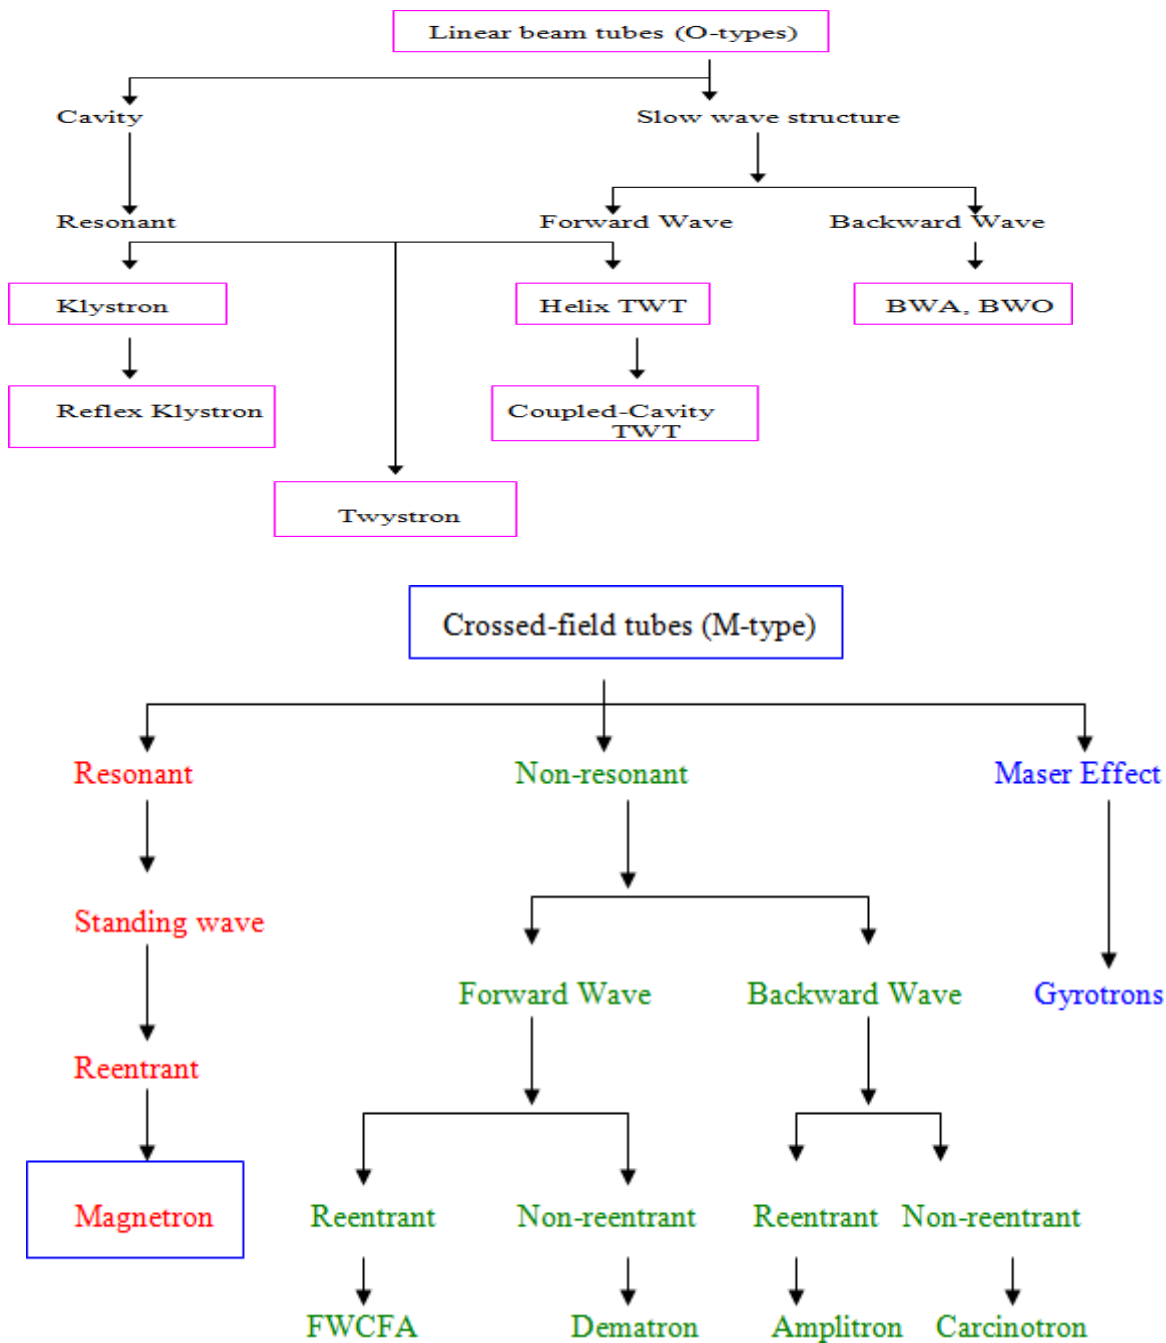 Linear beam tubes (O-types)
Cavity
Slow wave structure
Resonant
Forward Wave
Backward Wave
Klystron
Helix TWT
BWA, BWO
Reflex Klystron
Coupled-Cavity
TWT
Twystron
Crossed-field tubes (M-type)
Resonant
Non-resonant
Maser Effect
Standing wave
Forward Wave
Backward Wave
Gyrotrons
Reentrant
Magnetron
Reentrant
Non-reentrant
Reentrant
Non-reentrant
FWCFA
Dematron
Amplitron
Carcinotron